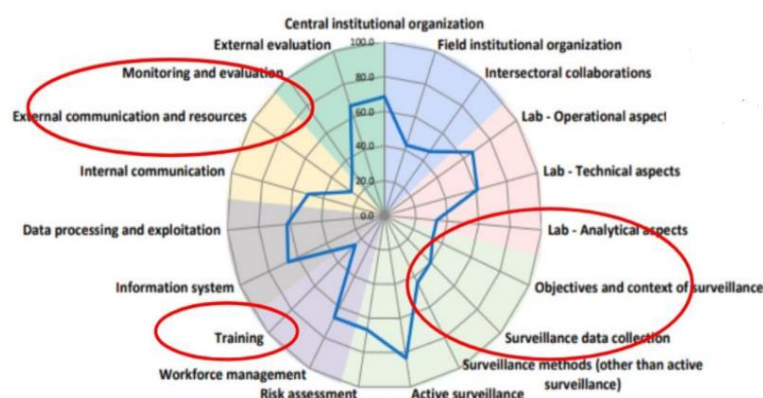 Central institutional organization
100.0
External evaluation
Field institutional organization
80.0
Monitoring and evaluation
Intersectoral collaborations
60.0
External communication and resources
Lab - Operational aspect
40.0
Internal communication
Lab - Technical aspects
20.0
0.0
Data processing and exploitation
Lab - Analytical aspects
Information system
Objectives and context of surveillance
Training
Surveillance data collection
Workforce management
Surveillance methods (other than active
surveillance)
Risk assessment
Active surveillance